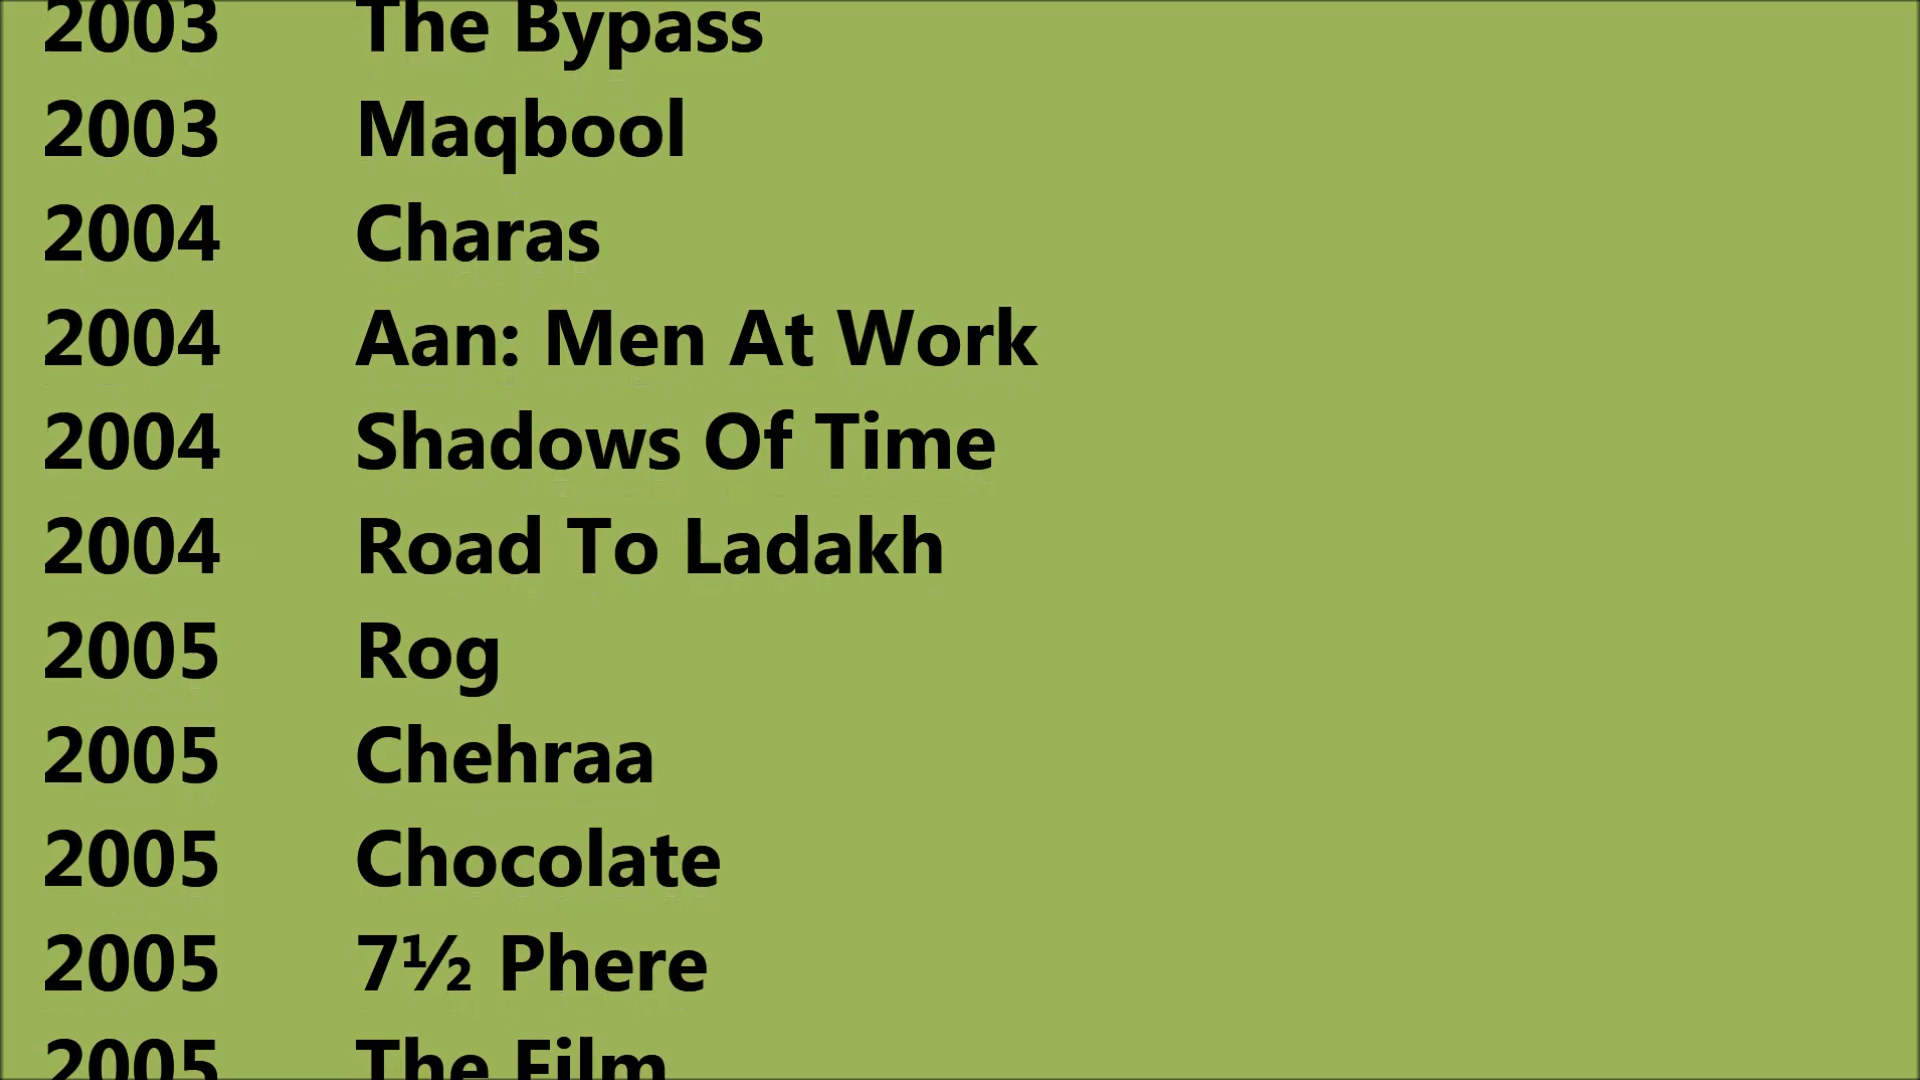 2003 The Bypass
2003 Maqbool
2004 Charas
2004 Aan: Men At Work
2004 Shadows Of Time
2004 Road To Ladakh
2005 Rog
2005 Chehraa
2005 Chocolate
2005 7½ Phere
2005 The Film